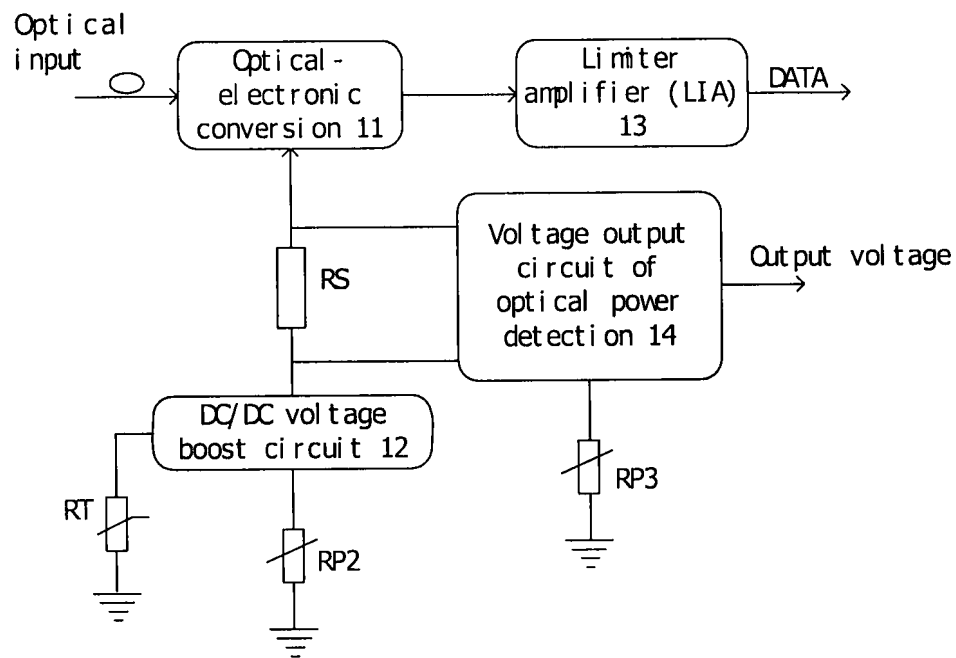 Optical
input
Optical-
electronic
conversion 11
Limiter
amplifier (LIA)
13
DATA
RS
Voltage output
circuit of
optical power
detection 14
Output voltage
DC/DC voltage
boost circuit 12
RT
RP2
RP3